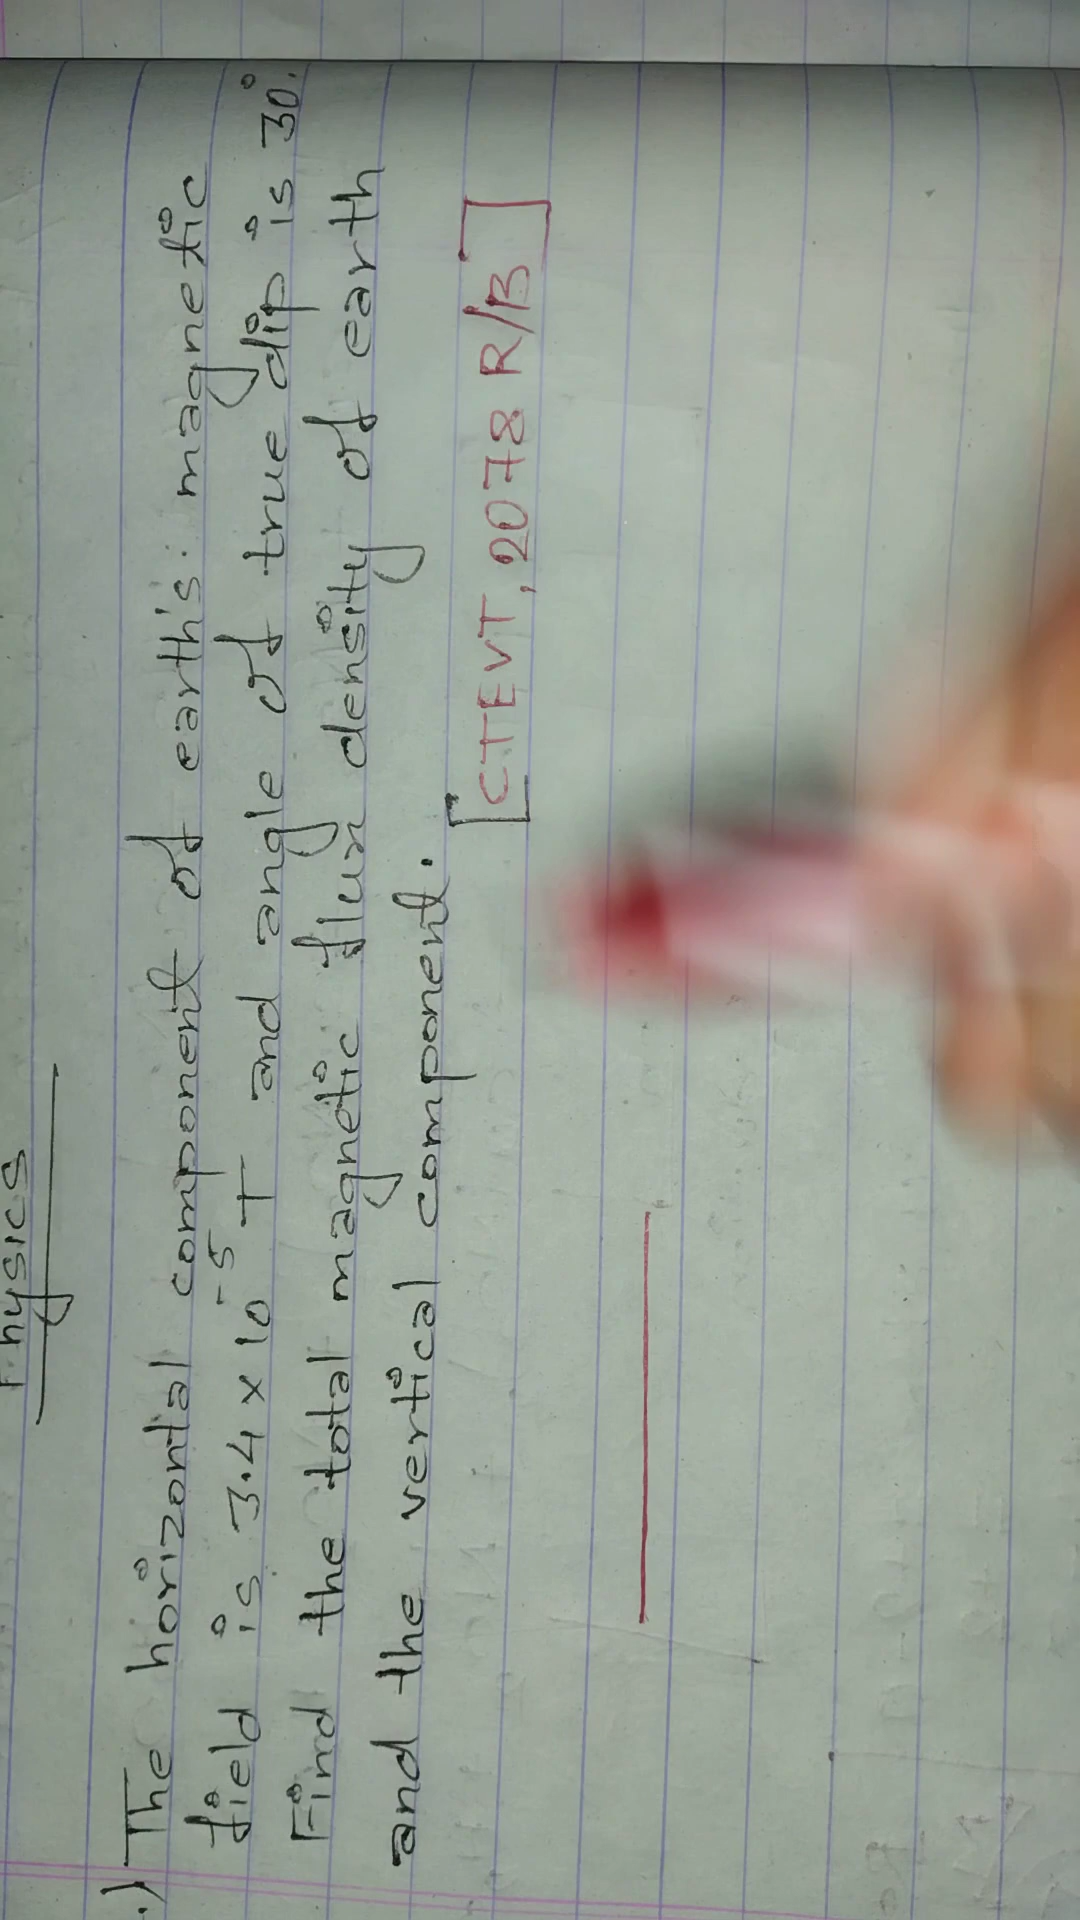 Physics
.) The horizontal component of earth's magnetic
field is 3.4 × 10⁻⁵ T and angle of true dip is 30°.
Find the total magnetic flux density of earth
and the vertical component.
[CTEVT, 2078 R/B]